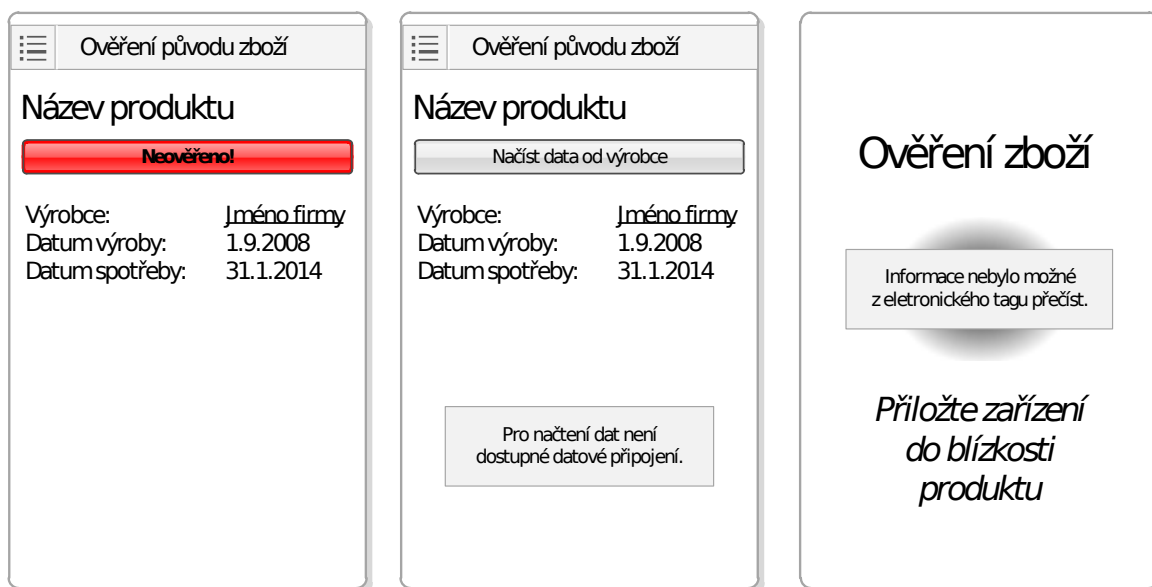 Ověření původu zboží
Název produktu
Neověřeno!
Výrobce: Jméno firmy
Datum výroby: 1.9.2008
Datum spotřeby: 31.1.2014
Ověření původu zboží
Název produktu
Načíst data od výrobce
Výrobce: Jméno firmy
Datum výroby: 1.9.2008
Datum spotřeby: 31.1.2014
Pro načtení dat není
dostupné datové připojení.
Ověření zboží
Informace nebylo možné
z eletronického tagu přečíst.
Přiložte zařízení
do blízkosti
produktu